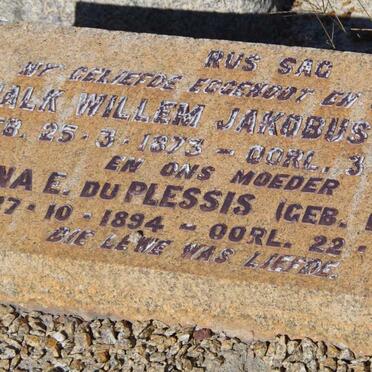 RUS SAG
MY GELIEFDE EGGENOOT EN
ALK WILLEM JAKOBUS
EB. 25-3-1873 - OORL. 3
EN ONS MOEDER
NA E. DU PLESSIS (GEB.
17-10-1894 - OORL. 22-
DIE LEWE WAS LIEFDE.